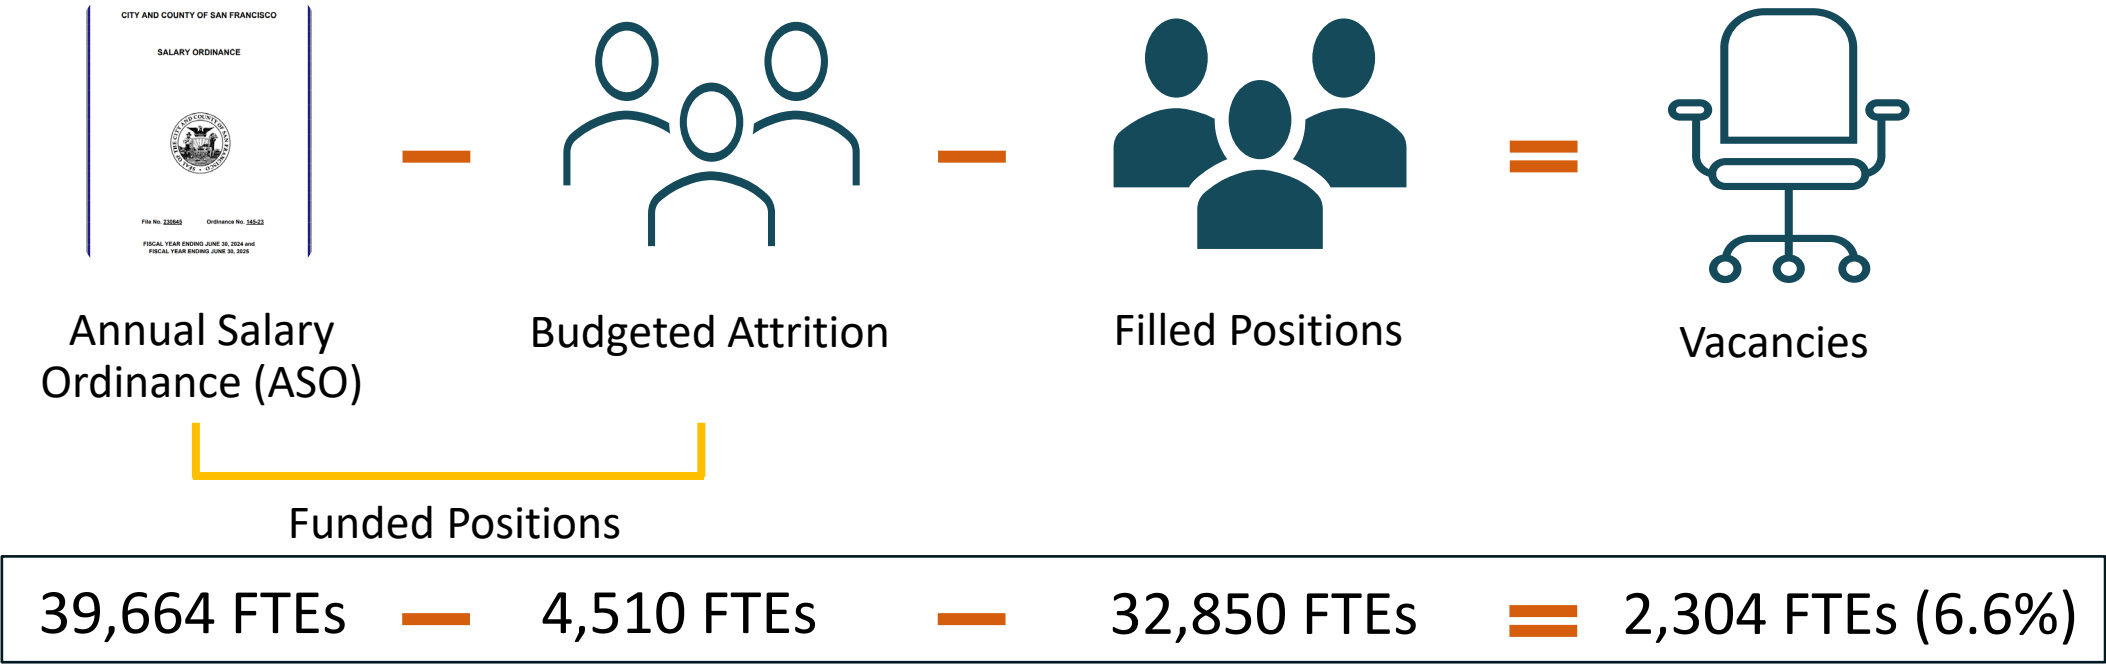 CITY AND COUNTY OF SAN FRANCISCO
SALARY ORDINANCE
File No. 230645 Ordinance No. 145-23
FISCAL YEAR ENDING JUNE 30, 2024 and
FISCAL YEAR ENDING JUNE 30, 2025
Annual Salary
Ordinance (ASO)
Budgeted Attrition
Filled Positions
Vacancies
Funded Positions
39,664 FTEs — 4,510 FTEs — 32,850 FTEs = 2,304 FTEs (6.6%)